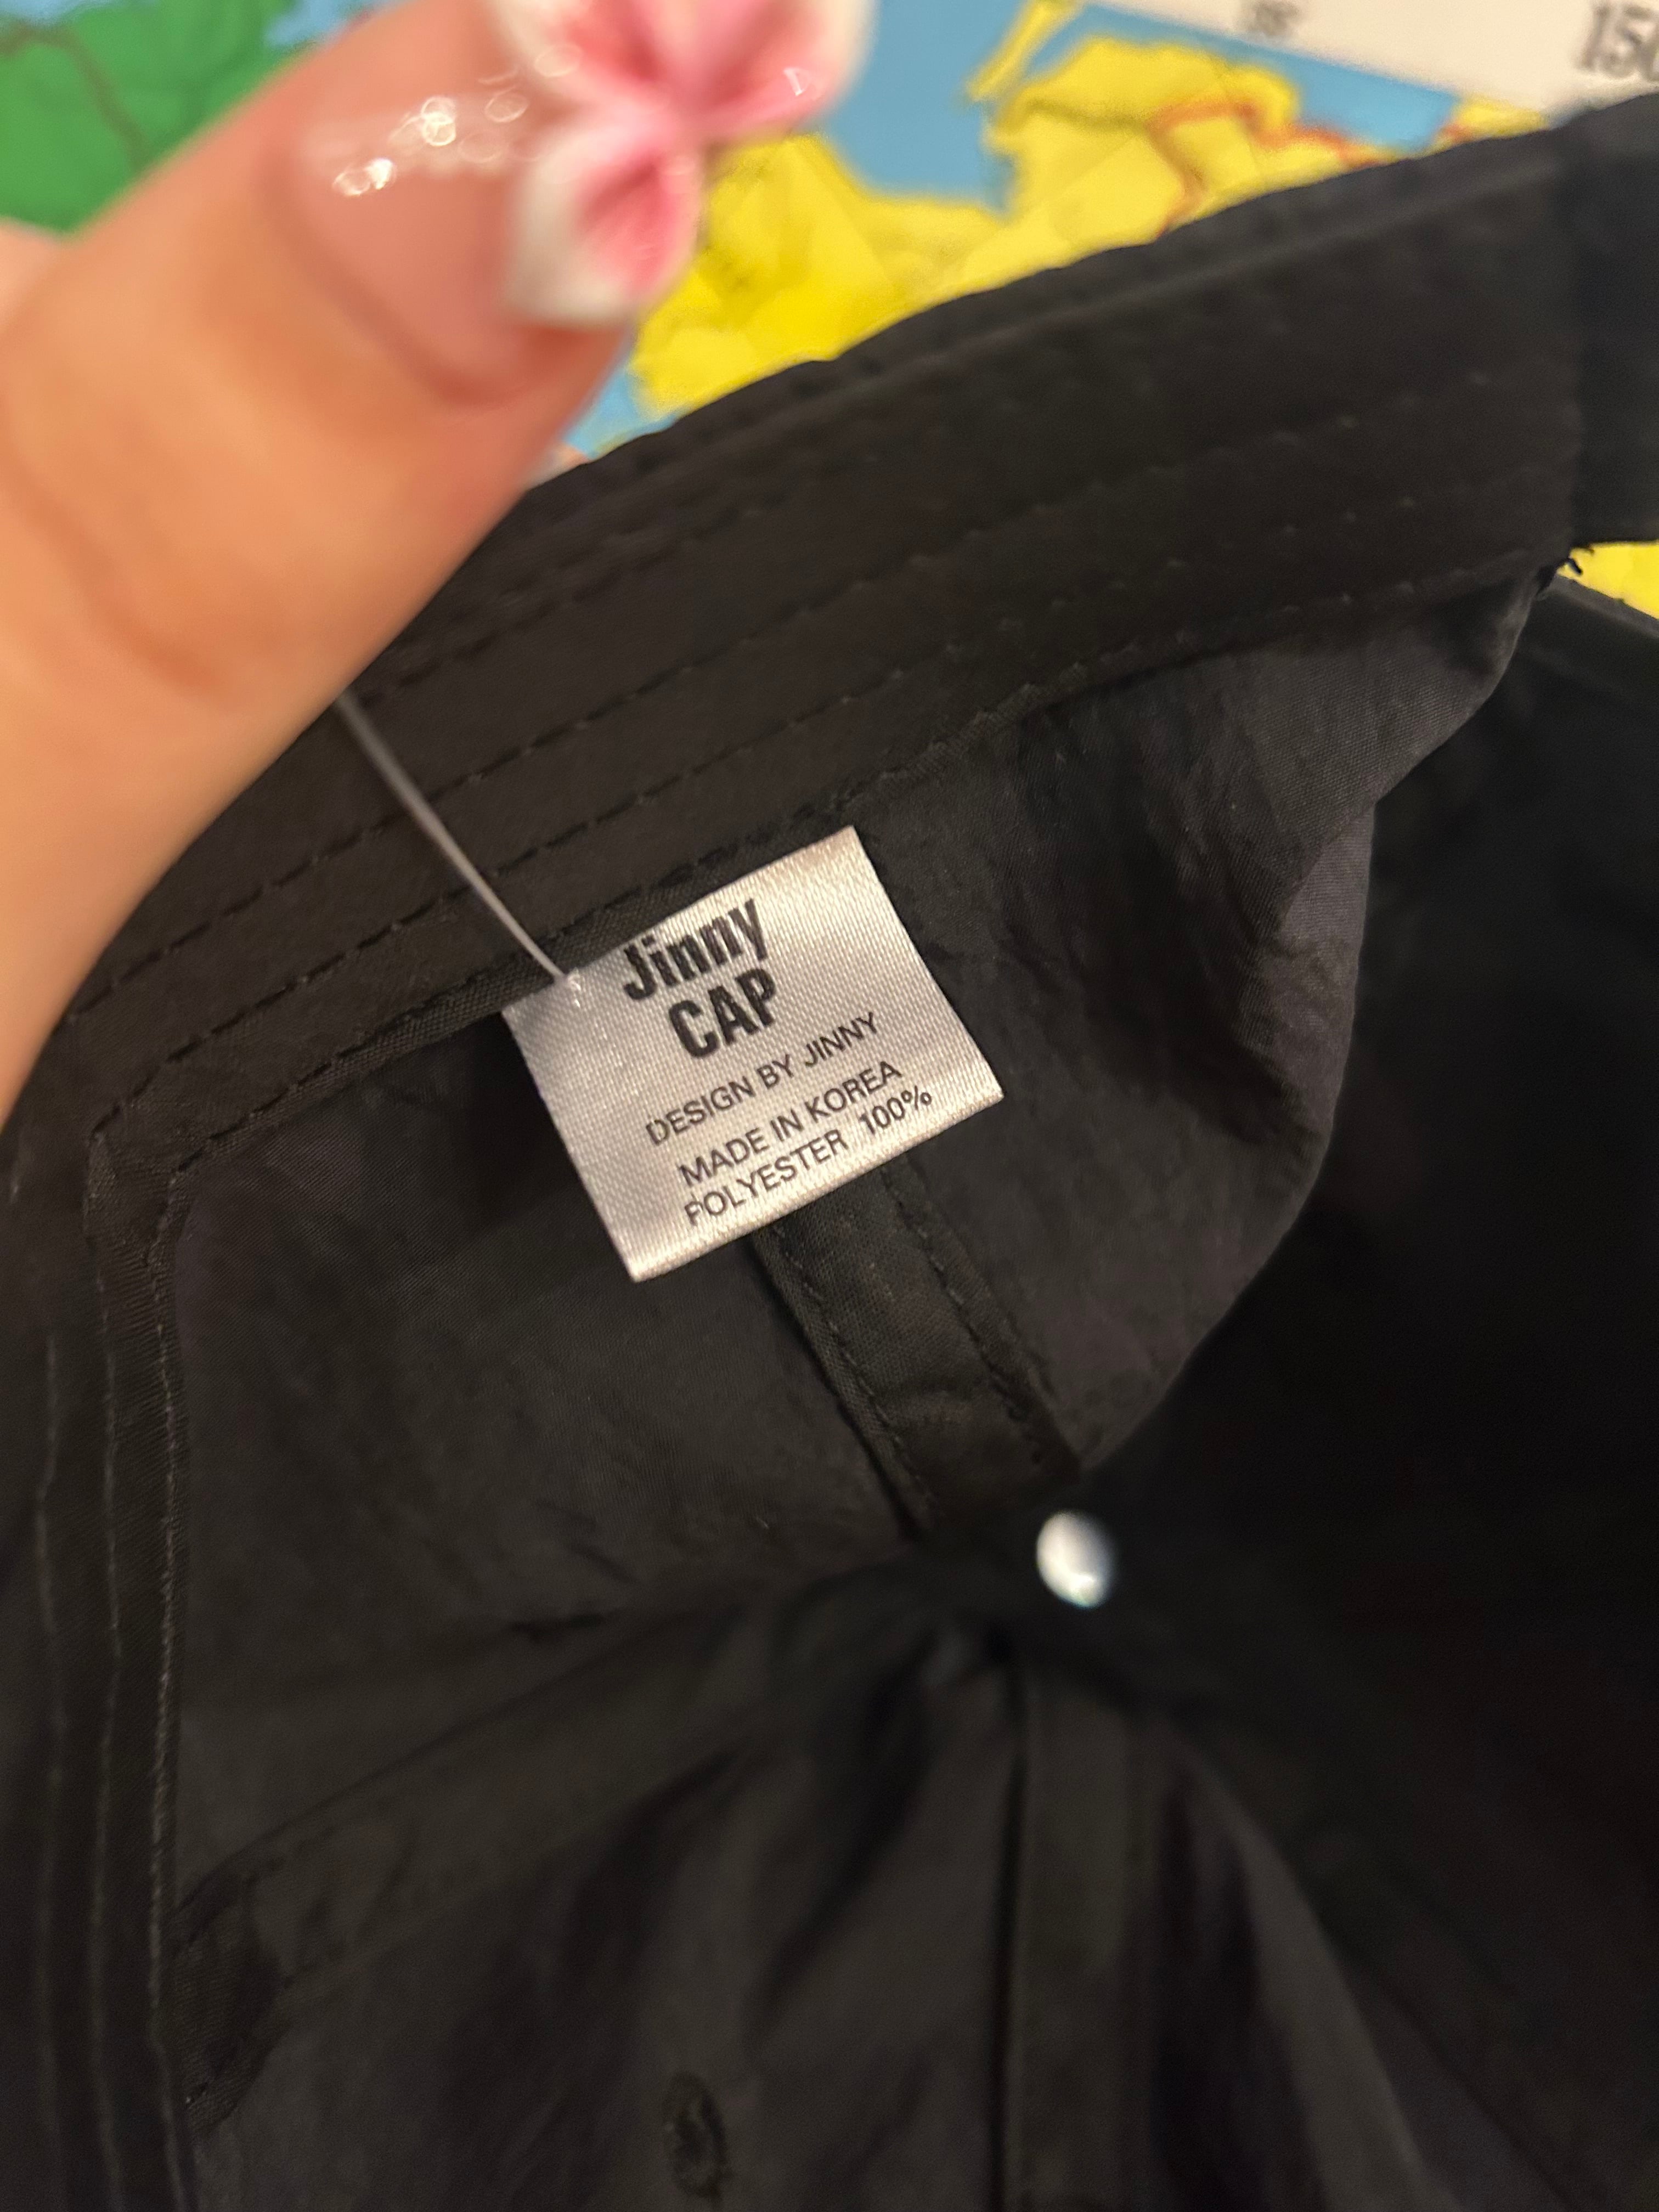 Jinny
CAP
DESIGN BY JINNY
MADE IN KOREA
POLYESTER 100%